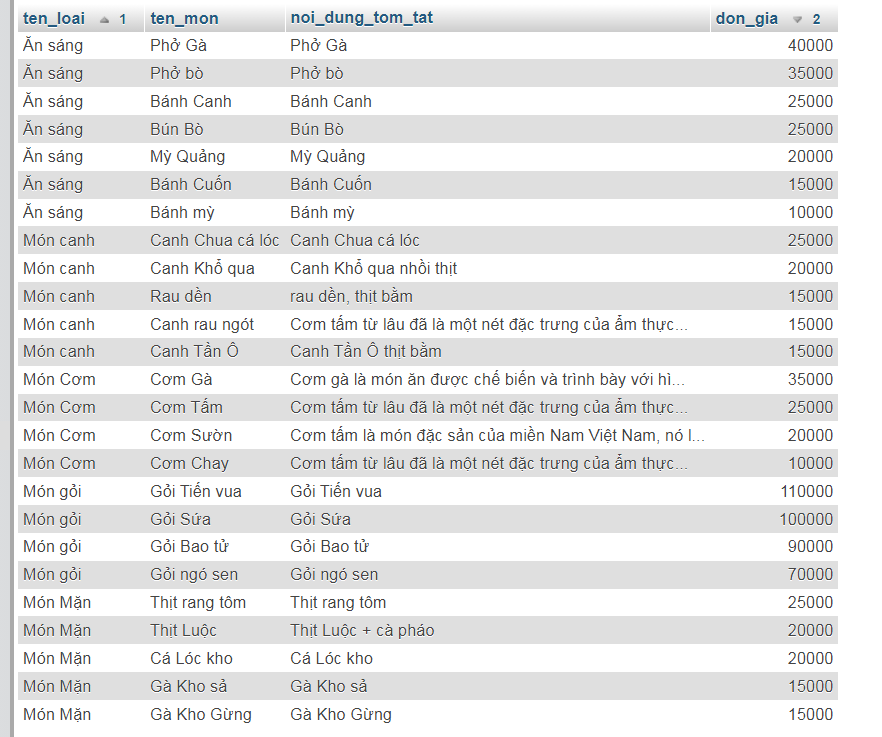 ten_loai 1 ten_mon noi_dung_tom_tat don_gia 2
Ăn sáng Phở Gà Phở Gà 40000
Ăn sáng Phở bò Phở bò 35000
Ăn sáng Bánh Canh Bánh Canh 25000
Ăn sáng Bún Bò Bún Bò 25000
Ăn sáng Mỳ Quảng Mỳ Quảng 20000
Ăn sáng Bánh Cuốn Bánh Cuốn 15000
Ăn sáng Bánh mỳ Bánh mỳ 10000
Món canh Canh Chua cá lóc Canh Chua cá lóc 25000
Món canh Canh Khổ qua Canh Khổ qua nhồi thịt 20000
Món canh Rau dền rau dền, thịt bằm 15000
Món canh Canh rau ngót Cơm tấm từ lâu đã là một nét đặc trưng của ẩm thực... 15000
Món canh Canh Tần Ô Canh Tần Ô thịt bằm 15000
Món Cơm Cơm Gà Cơm gà là món ăn được chế biến và trình bày với hì... 35000
Món Cơm Cơm Tấm Cơm tấm từ lâu đã là một nét đặc trưng của ẩm thực... 25000
Món Cơm Cơm Sườn Cơm tấm là món đặc sản của miền Nam Việt Nam, nó l... 20000
Món Cơm Cơm Chay Cơm tấm từ lâu đã là một nét đặc trưng của ẩm thực... 10000
Món gỏi Gỏi Tiến vua Gỏi Tiến vua 110000
Món gỏi Gỏi Sứa Gỏi Sứa 100000
Món gỏi Gỏi Bao tử Gỏi Bao tử 90000
Món gỏi Gỏi ngó sen Gỏi ngó sen 70000
Món Mặn Thịt rang tôm Thịt rang tôm 25000
Món Mặn Thịt Luộc Thịt Luộc + cà pháo 20000
Món Mặn Cá Lóc kho Cá Lóc kho 20000
Món Mặn Gà Kho sả Gà Kho sả 15000
Món Mặn Gà Kho Gừng Gà Kho Gừng 15000